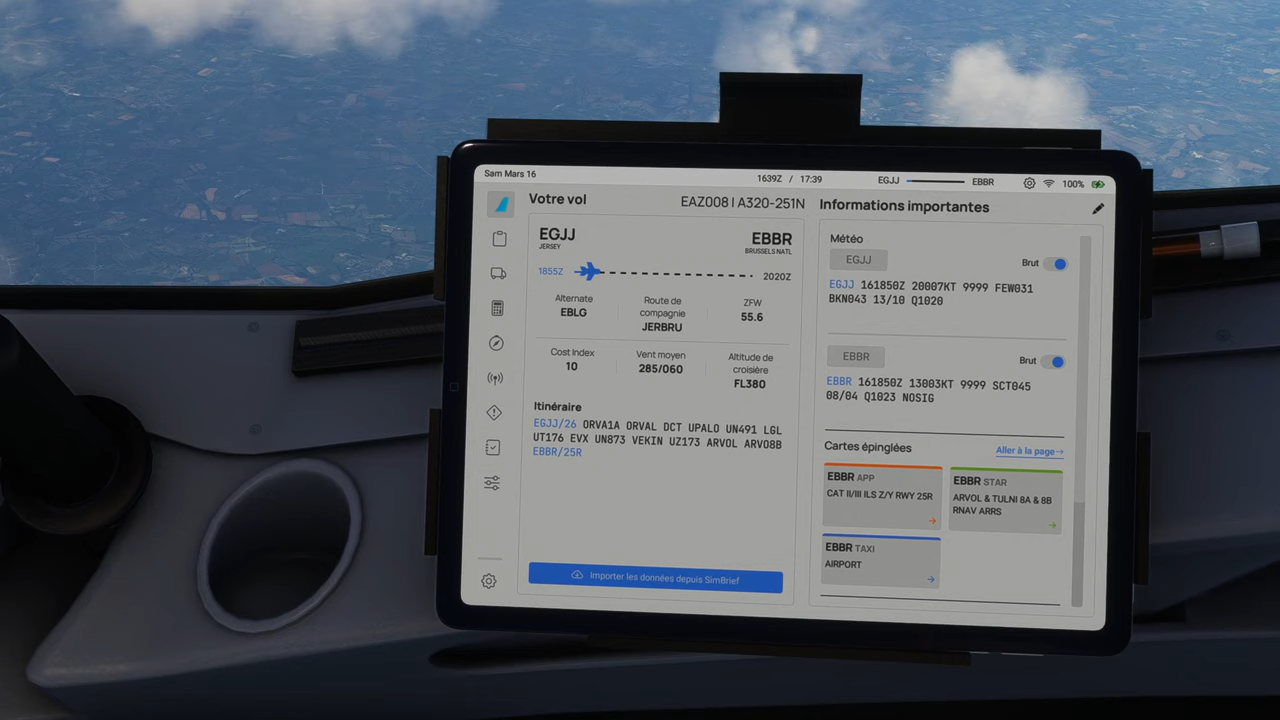 Sam Mars 16
1639Z / 17:39
EGJJ
EBBR
100%
Votre vol
EAZ008 | A320-251N
EGJJ
JERSEY
EBBR
BRUSSELS NATL
1855Z
2020Z
Alternate
EBLG
Route de
compagnie
JERBRU
ZFW
55.6
Cost Index
10
Vent moyen
285/060
Altitude de
croisière
FL380
Itinéraire
EGJJ/26 ORVA1A ORVAL DCT UPALO UN491 LGL
UT176 EVX UN873 VEKIN UZ173 ARVOL ARVO8B
EBBR/25R
Importer les données depuis SimBrief
Informations importantes
Météo
EGJJ
Brut
EGJJ 161850Z 20007KT 9999 FEW031
BKN043 13/10 Q1020
EBBR
Brut
EBBR 161850Z 13003KT 9999 SCT045
08/04 Q1023 NOSIG
Cartes épinglées
Aller à la page→
EBBR APP
CAT II/III ILS Z/Y RWY 25R
EBBR STAR
ARVOL & TULNI 8A & 8B
RNAV ARRS
EBBR TAXI
AIRPORT